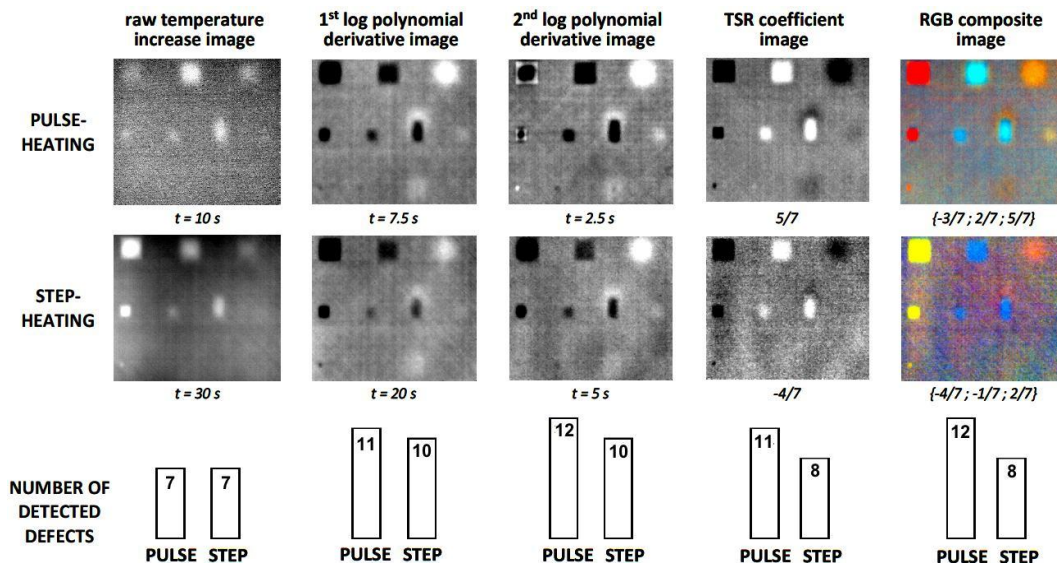 raw temperature
increase image
1st log polynomial
derivative image
2nd log polynomial
derivative image
TSR coefficient
image
RGB composite
image
PULSE-
HEATING
t = 10 s
t = 7.5 s
t = 2.5 s
5/7
{-3/7 ; 2/7 ; 5/7}
STEP-
HEATING
t = 30 s
t = 20 s
t = 5 s
-4/7
{-4/7 ; -1/7 ; 2/7}
NUMBER OF
DETECTED
DEFECTS
7
7
11
10
12
10
11
8
12
8
PULSE STEP
PULSE STEP
PULSE STEP
PULSE STEP
PULSE STEP